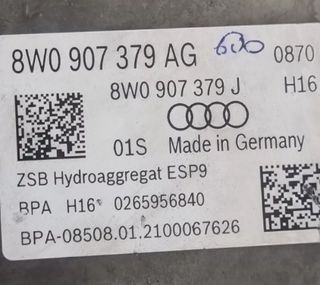 8W0 907 379 AG 600 0870
8W0 907 379 J H16
01S Made in Germany
ZSB Hydroaggregat ESP9
BPA H16 0265956840
BPA-08508.01.2100067626